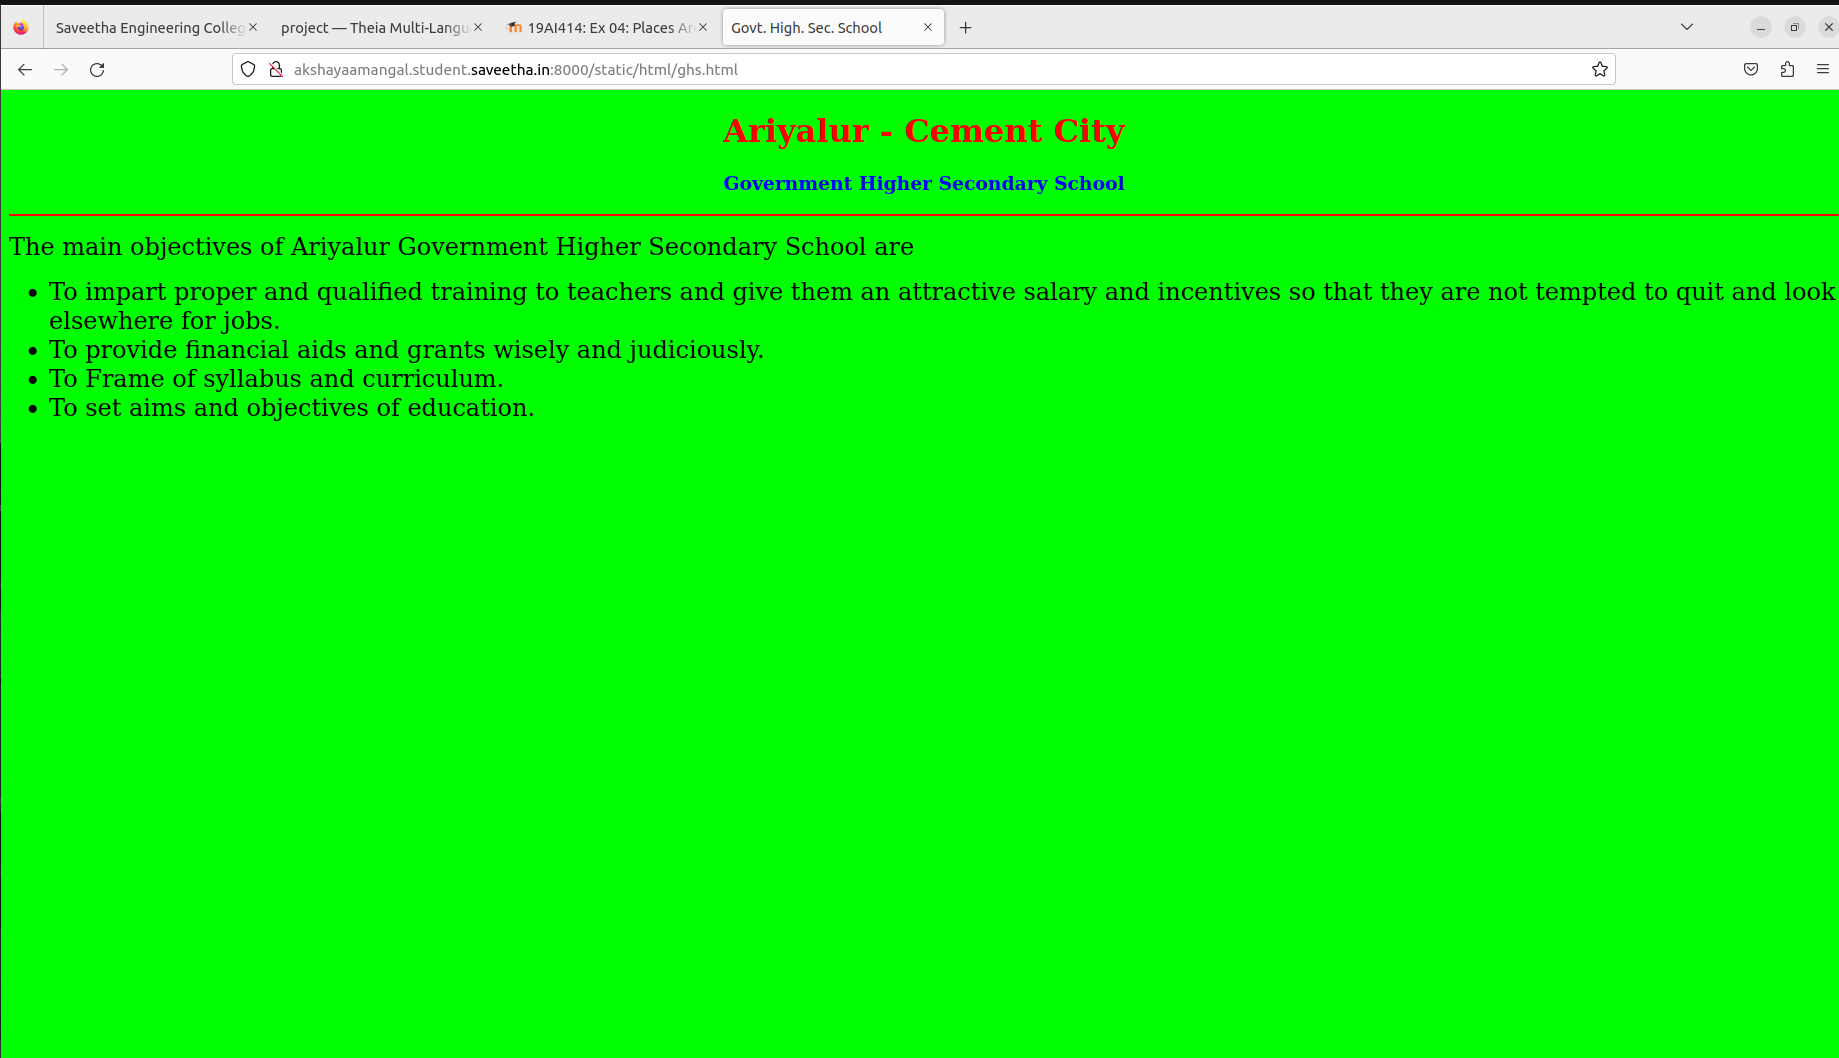 Saveetha Engineering Colleg
project — Theia Multi-Langu
19AI414: Ex 04: Places Ar
Govt. High. Sec. School
akshayaamangal.student.saveetha.in:8000/static/html/ghs.html
Ariyalur - Cement City
Government Higher Secondary School
The main objectives of Ariyalur Government Higher Secondary School are
• To impart proper and qualified training to teachers and give them an attractive salary and incentives so that they are not tempted to quit and look
elsewhere for jobs.
• To provide financial aids and grants wisely and judiciously.
• To Frame of syllabus and curriculum.
• To set aims and objectives of education.